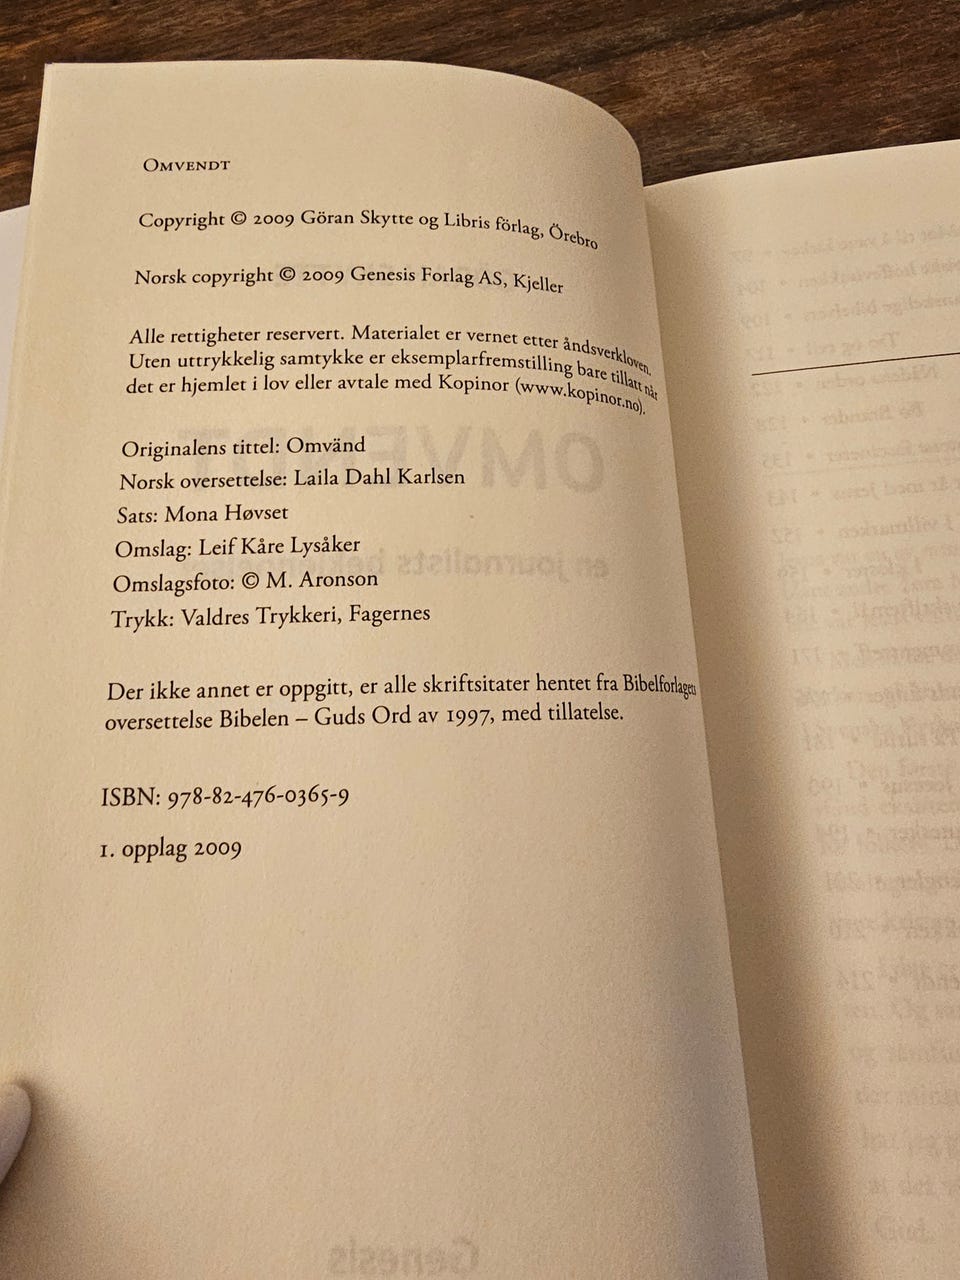 Omvendt
Copyright © 2009 Göran Skytte og Libris förlag, Örebro
Norsk copyright © 2009 Genesis Forlag AS, Kjeller
Alle rettigheter reservert. Materialet er vernet etter åndsverkloven.
Uten uttrykkelig samtykke er eksemplarfremstilling bare tillatt når
det er hjemlet i lov eller avtale med Kopinor (www.kopinor.no).
Originalens tittel: Omvänd
Norsk oversettelse: Laila Dahl Karlsen
Sats: Mona Høvset
Omslag: Leif Kåre Lysåker
Omslagsfoto: © M. Aronson
Trykk: Valdres Trykkeri, Fagernes
Der ikke annet er oppgitt, er alle skriftsitater hentet fra Bibelforlagets
oversettelse Bibelen – Guds Ord av 1997, med tillatelse.
ISBN: 978-82-476-0365-9
1. opplag 2009